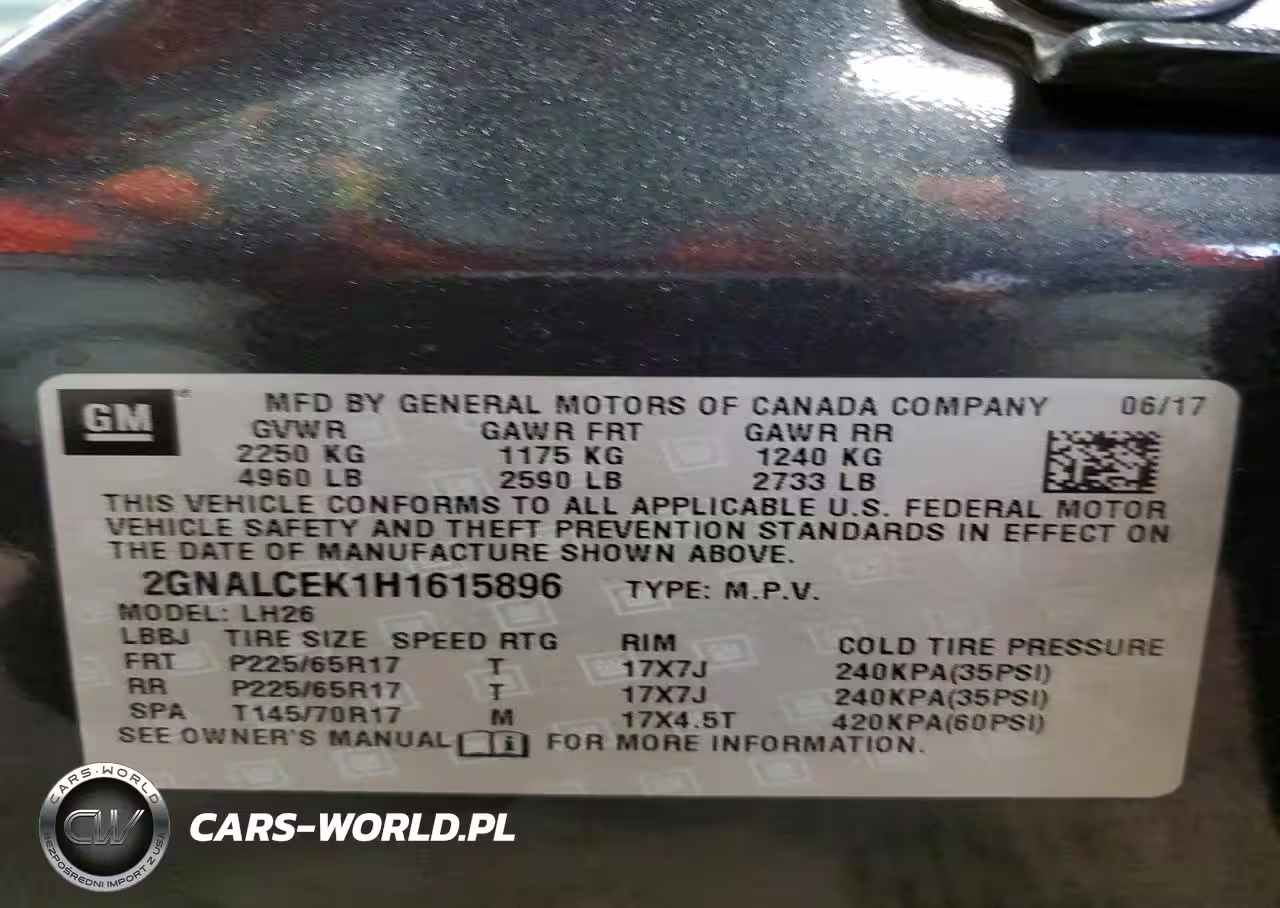 GM
MFD BY GENERAL MOTORS OF CANADA COMPANY 06/17
GVWR GAWR FRT GAWR RR
2250 KG 1175 KG 1240 KG
4960 LB 2590 LB 2733 LB
THIS VEHICLE CONFORMS TO ALL APPLICABLE U.S. FEDERAL MOTOR
VEHICLE SAFETY AND THEFT PREVENTION STANDARDS IN EFFECT ON
THE DATE OF MANUFACTURE SHOWN ABOVE.
2GNALCEK1H1615896 TYPE: M.P.V.
MODEL: LH26
LBBJ TIRE SIZE SPEED RTG RIM COLD TIRE PRESSURE
FRT P225/65R17 T 17X7J 240KPA(35PSI)
RR P225/65R17 T 17X7J 240KPA(35PSI)
SPA T145/70R17 M 17X4.5T 420KPA(60PSI)
SEE OWNER'S MANUAL FOR MORE INFORMATION.
CARS-WORLD
CW
BEZPOŚREDNI IMPORT Z USA
CARS-WORLD.PL